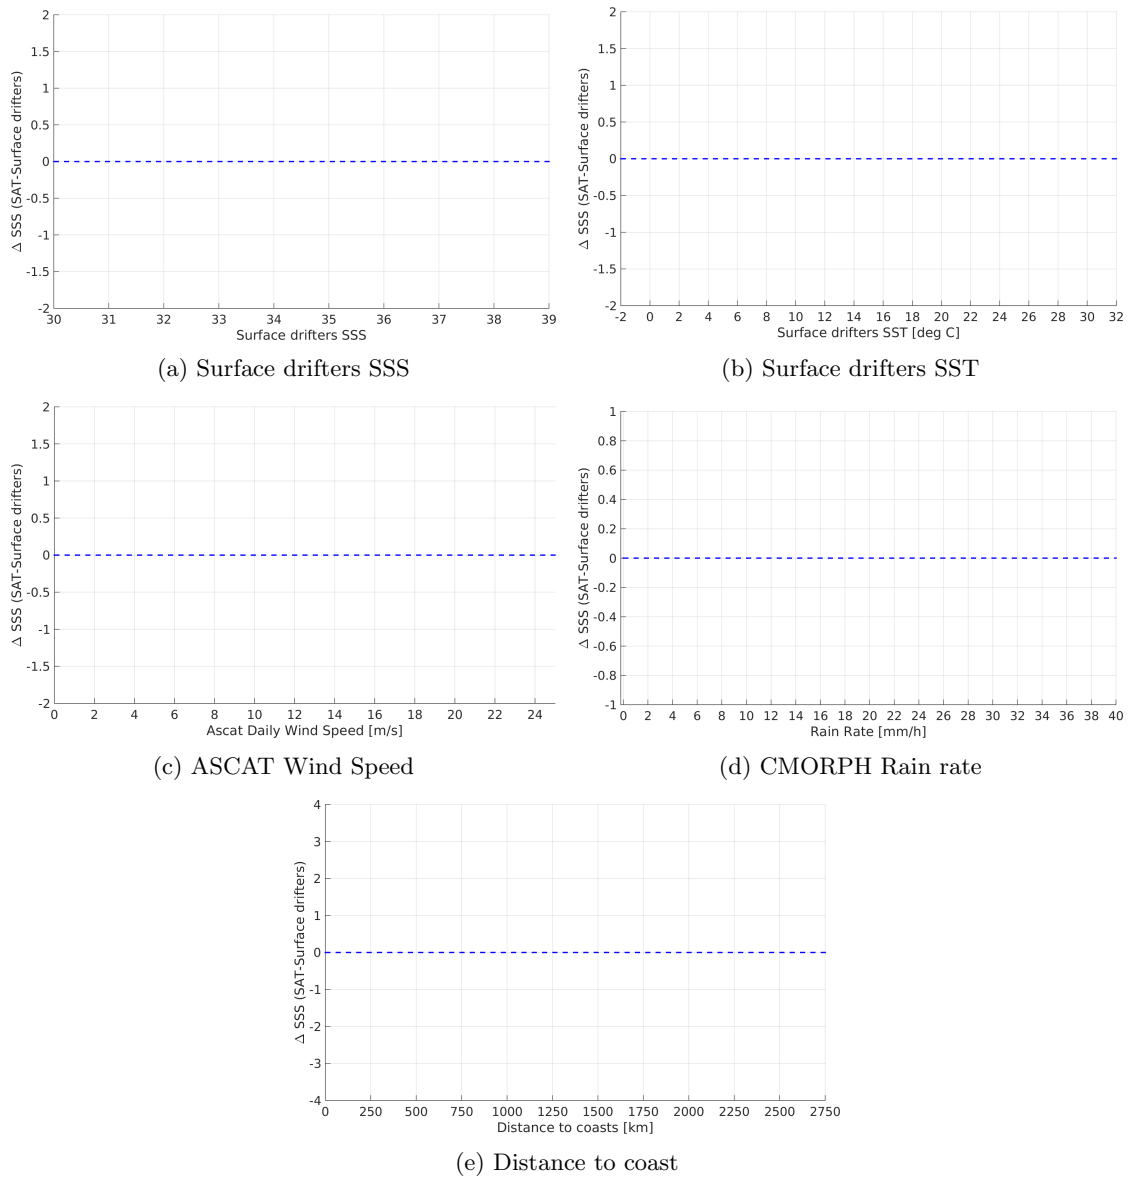 2
1.5
1
0.5
0
-0.5
-1
-1.5
-2
Δ SSS (SAT-Surface drifters)
30 31 32 33 34 35 36 37 38 39
Surface drifters SSS
(a) Surface drifters SSS
2
1.5
1
0.5
0
-0.5
-1
-1.5
-2
Δ SSS (SAT-Surface drifters)
-2 0 2 4 6 8 10 12 14 16 18 20 22 24 26 28 30 32
Surface drifters SST [deg C]
(b) Surface drifters SST
2
1.5
1
0.5
0
-0.5
-1
-1.5
-2
Δ SSS (SAT-Surface drifters)
0 2 4 6 8 10 12 14 16 18 20 22 24
Ascat Daily Wind Speed [m/s]
(c) ASCAT Wind Speed
1
0.8
0.6
0.4
0.2
0
-0.2
-0.4
-0.6
-0.8
-1
Δ SSS (SAT-Surface drifters)
0 2 4 6 8 10 12 14 16 18 20 22 24 26 28 30 32 34 36 38 40
Rain Rate [mm/h]
(d) CMORPH Rain rate
4
3
2
1
0
-1
-2
-3
-4
Δ SSS (SAT-Surface drifters)
0 250 500 750 1000 1250 1500 1750 2000 2250 2500 2750
Distance to coasts [km]
(e) Distance to coast